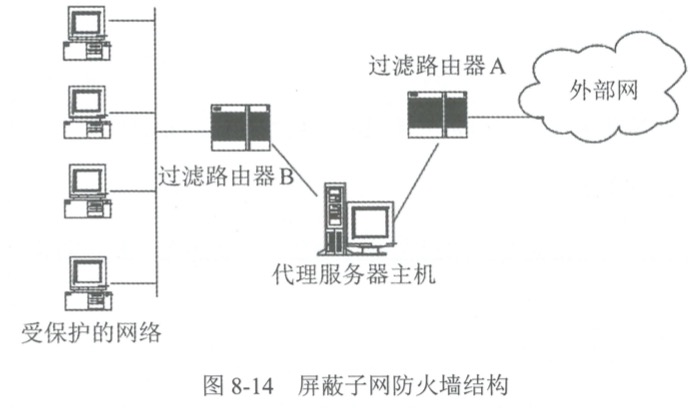 过滤路由器 A
外部网
过滤路由器 B
代理服务器主机
受保护的网络
图 8-14 屏蔽子网防火墙结构